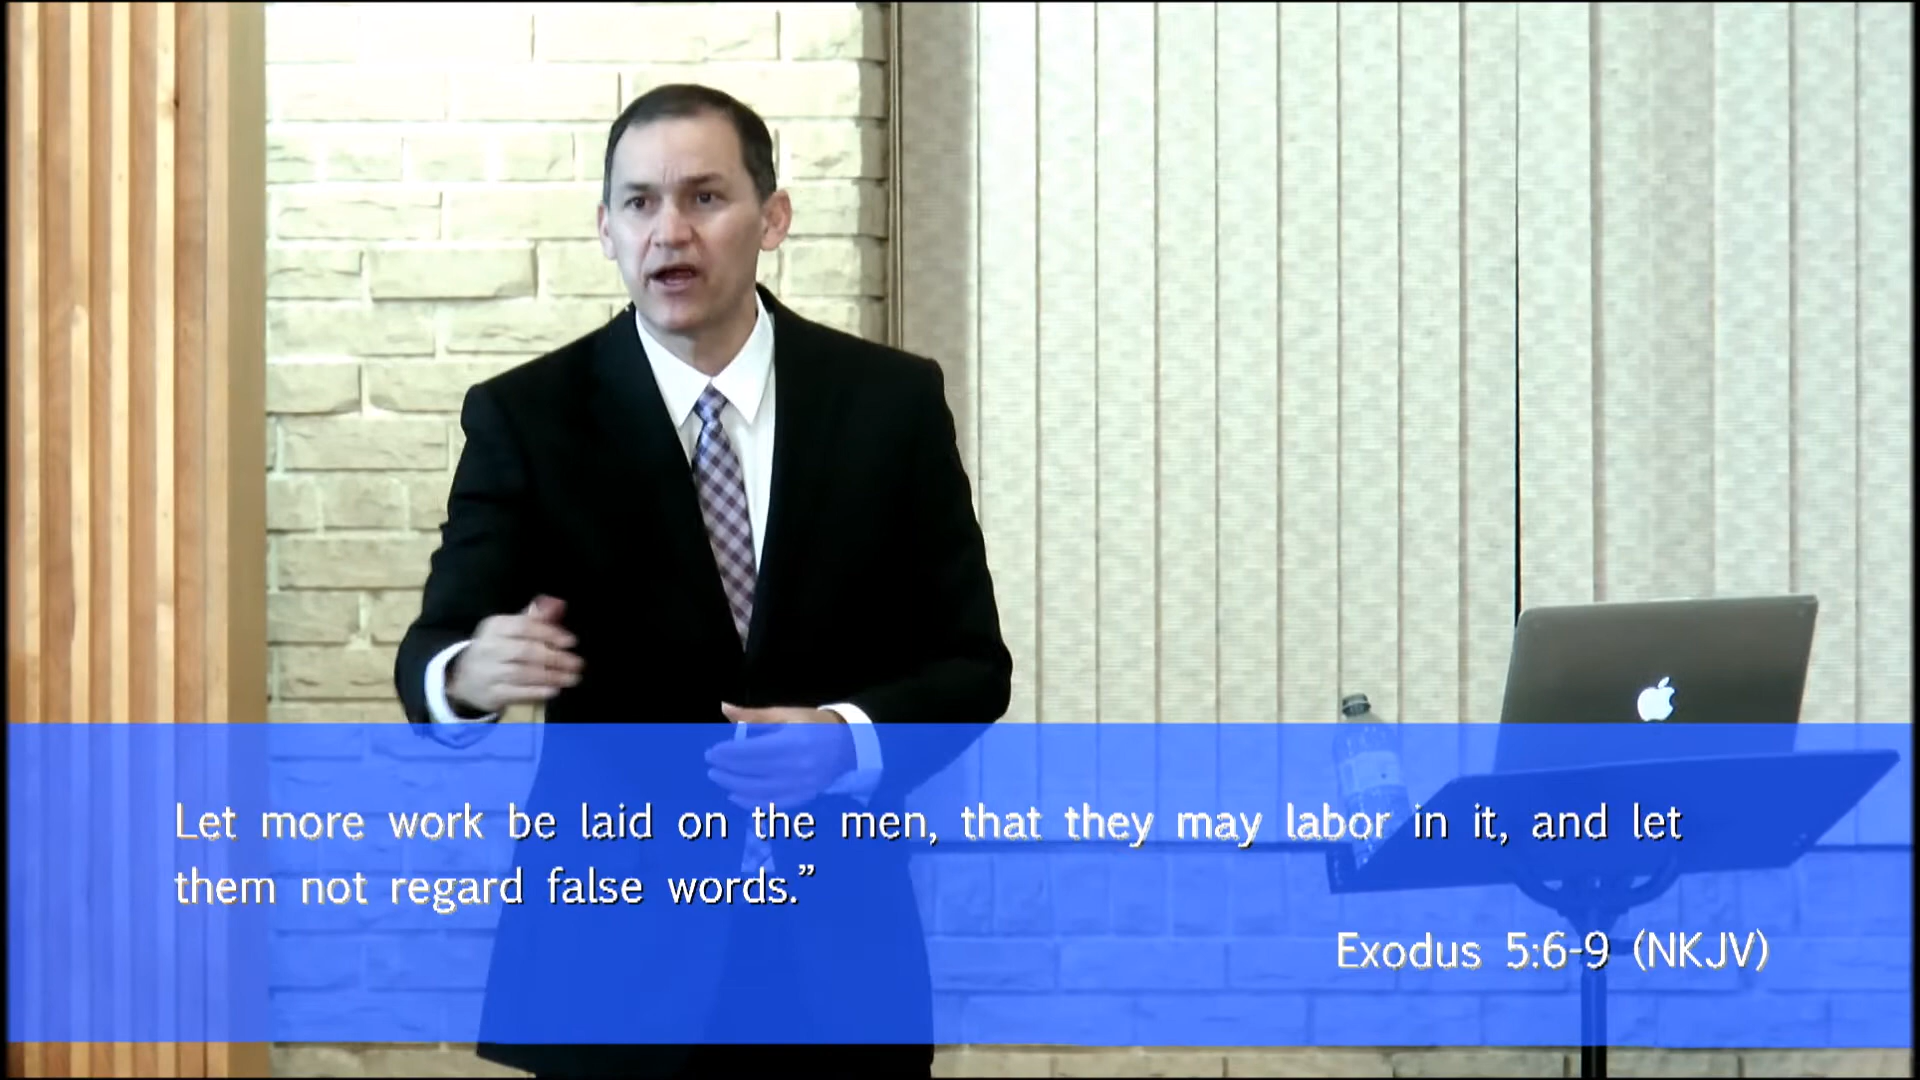 Let more work be laid on the men, that they may labor in it, and let
them not regard false words.”
Exodus 5:6-9 (NKJV)